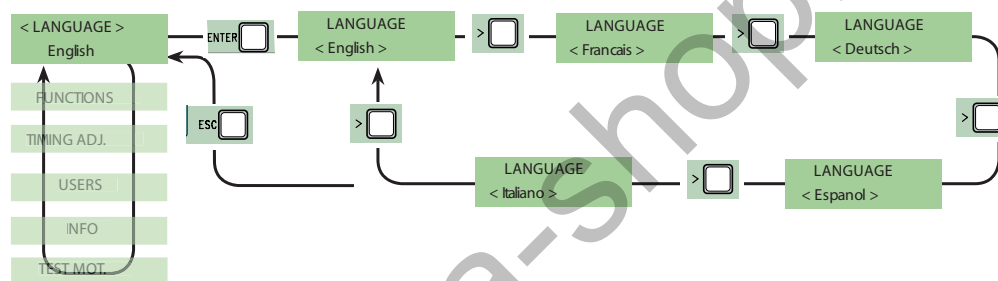 < LANGUAGE >
English
ENTER
LANGUAGE
< English >
>
LANGUAGE
< Francais >
>
LANGUAGE
< Deutsch >
>
LANGUAGE
< Espanol >
>
LANGUAGE
< Italiano >
>
ESC
FUNCTIONS
TIMING ADJ.
USERS
INFO
TEST MOT.
a-shop